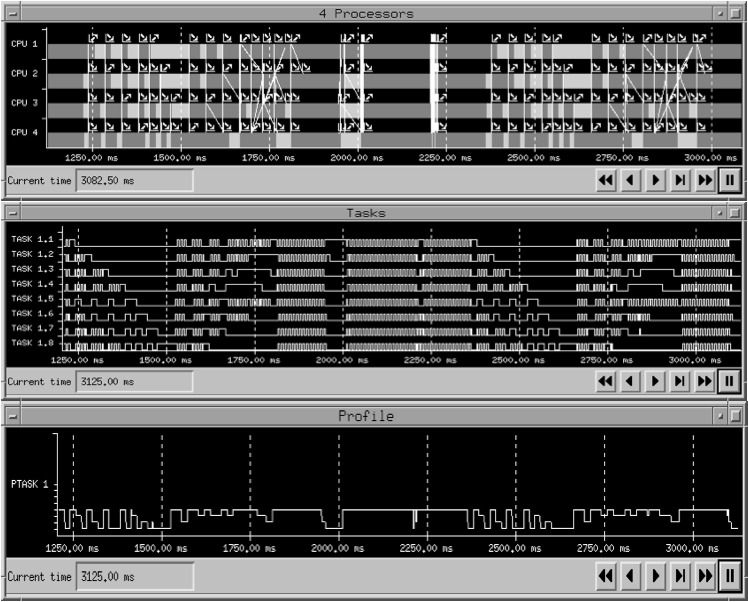 4 Processors
CPU 1
CPU 2
CPU 3
CPU 4
1250,00 ms 1500,00 ms 1750,00 ms 2000,00 ms 2250,00 ms 2500,00 ms 2750,00 ms 3000,00 ms
Current time 3082,50 ms
Tasks
TASK 1.1
TASK 1.2
TASK 1.3
TASK 1.4
TASK 1.5
TASK 1.6
TASK 1.7
TASK 1.8
1250,00 ms 1500,00 ms 1750,00 ms 2000,00 ms 2250,00 ms 2500,00 ms 2750,00 ms 3000,00 ms
Current time 3125,00 ms
Profile
PTASK 1
1250,00 ms 1500,00 ms 1750,00 ms 2000,00 ms 2250,00 ms 2500,00 ms 2750,00 ms 3000,00 ms
Current time 3125,00 ms